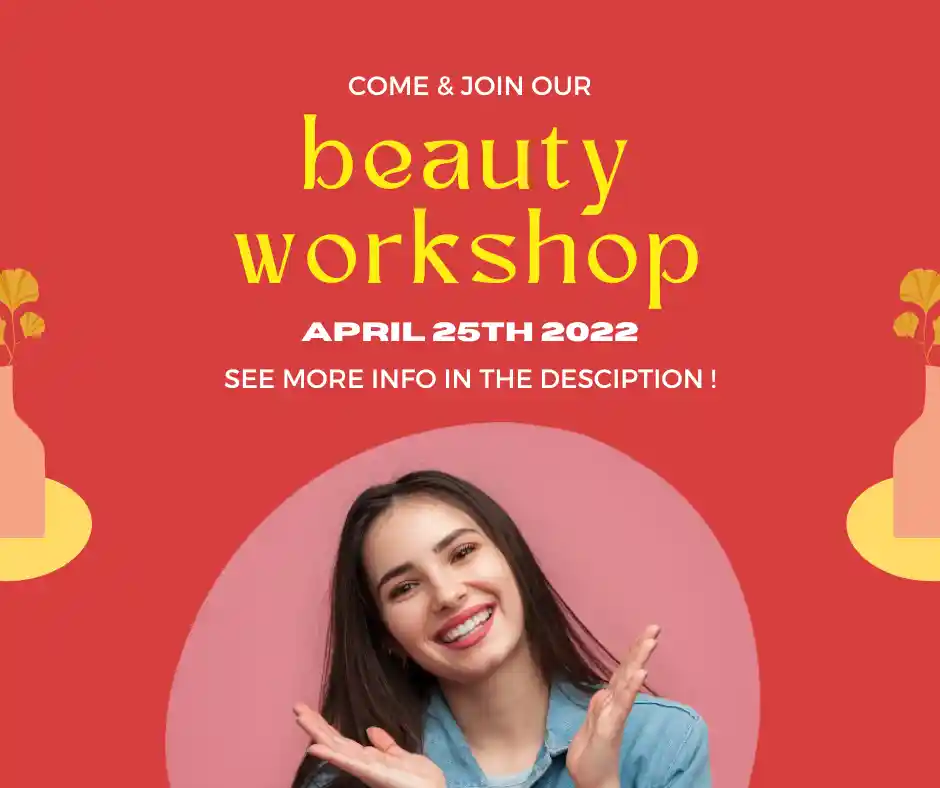 COME & JOIN OUR
beauty
workshop
APRIL 25TH 2022
SEE MORE INFO IN THE DESCIPTION !